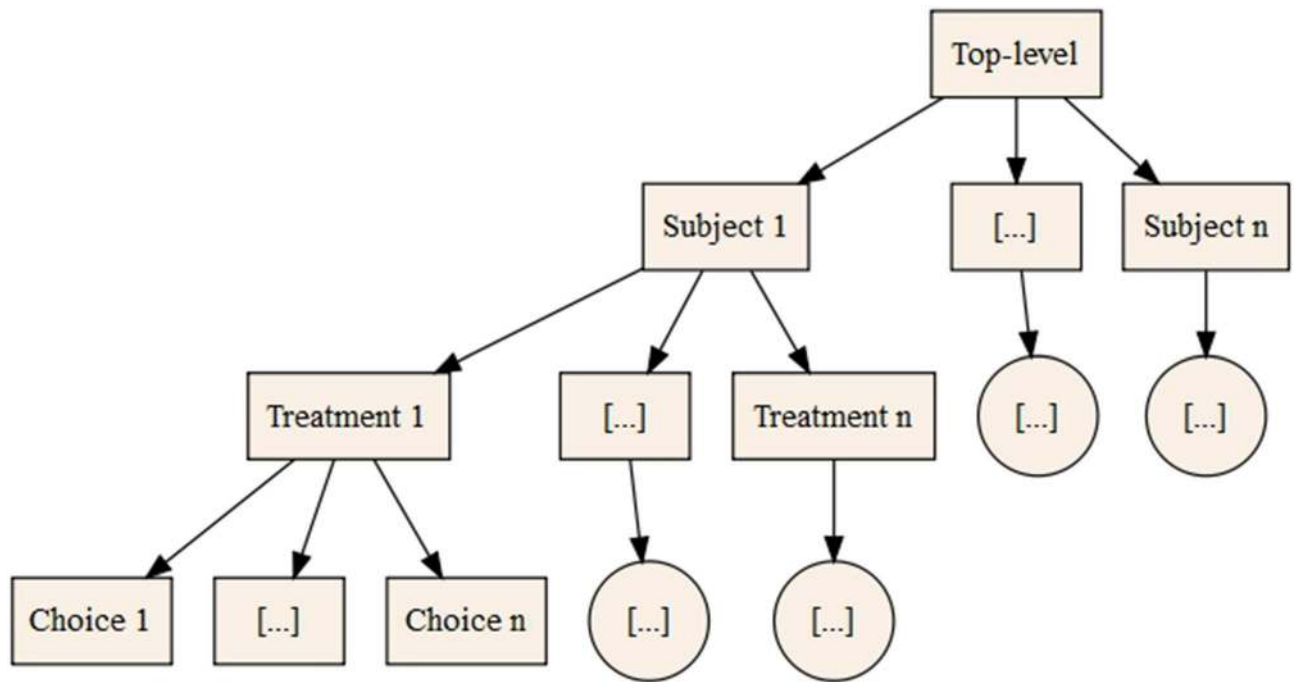 Top-level
Subject 1
[...]
Subject n
Treatment 1
[...]
Treatment n
[...]
[...]
Choice 1
[...]
Choice n
[...]
[...]